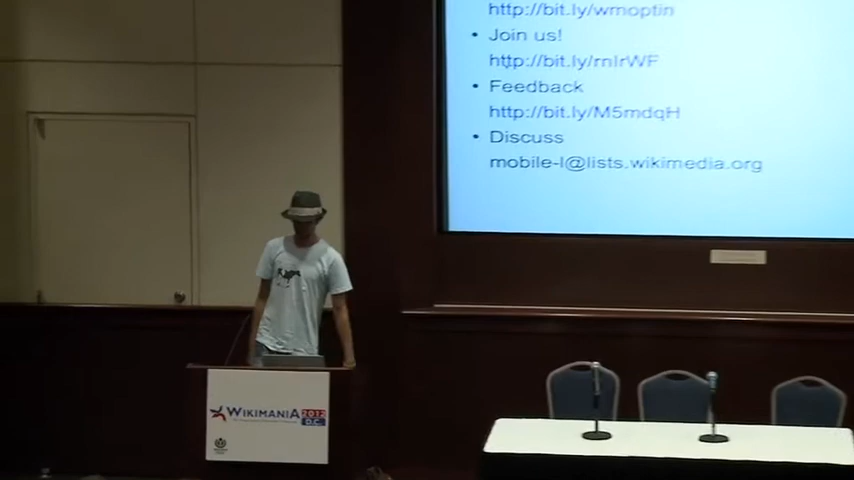 http://bit.ly/wmoptin
• Join us!
http://bit.ly/rnIrWF
• Feedback
http://bit.ly/M5mdqH
• Discuss
mobile-l@lists.wikimedia.org
WIKIMANIA 2012
D.C.